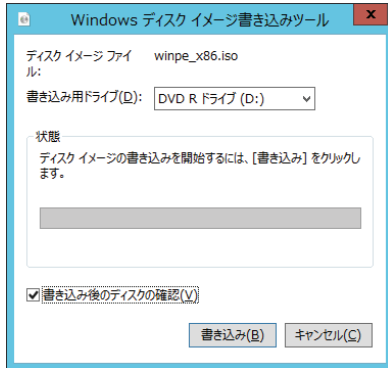 Windows ディスク イメージ書き込みツール
x
ディスク イメージ ファイ winpe_x86.iso
ル:
書き込み用ドライブ(D): DVD R ドライブ (D:)
状態
ディスク イメージの書き込みを開始するには、[書き込み] をクリックし
ます。
書き込み後のディスクの確認(V)
書き込み(B) キャンセル(C)